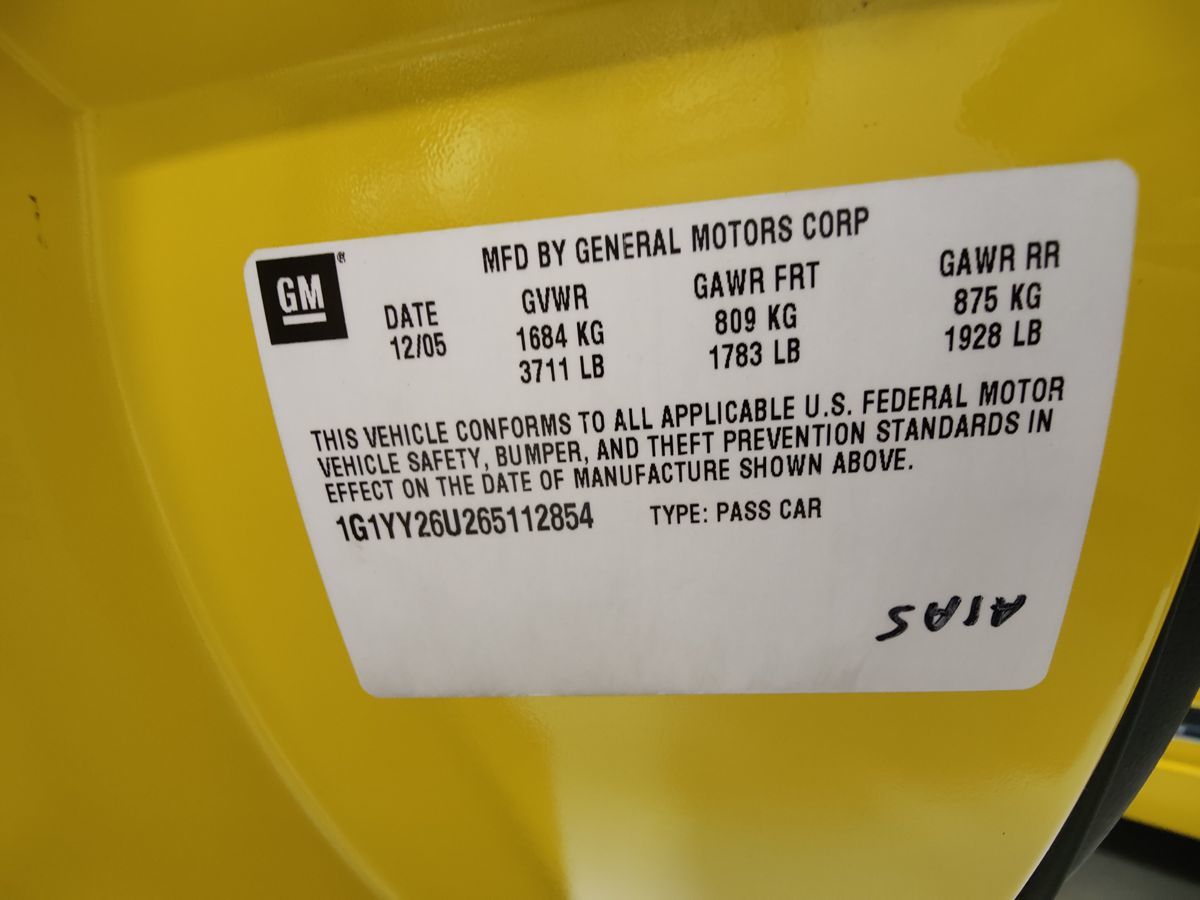 GM®
MFD BY GENERAL MOTORS CORP
DATE GVWR GAWR FRT GAWR RR
12/05 1684 KG 809 KG 875 KG
3711 LB 1783 LB 1928 LB
THIS VEHICLE CONFORMS TO ALL APPLICABLE U.S. FEDERAL MOTOR
VEHICLE SAFETY, BUMPER, AND THEFT PREVENTION STANDARDS IN
EFFECT ON THE DATE OF MANUFACTURE SHOWN ABOVE.
1G1YY26U265112854 TYPE: PASS CAR